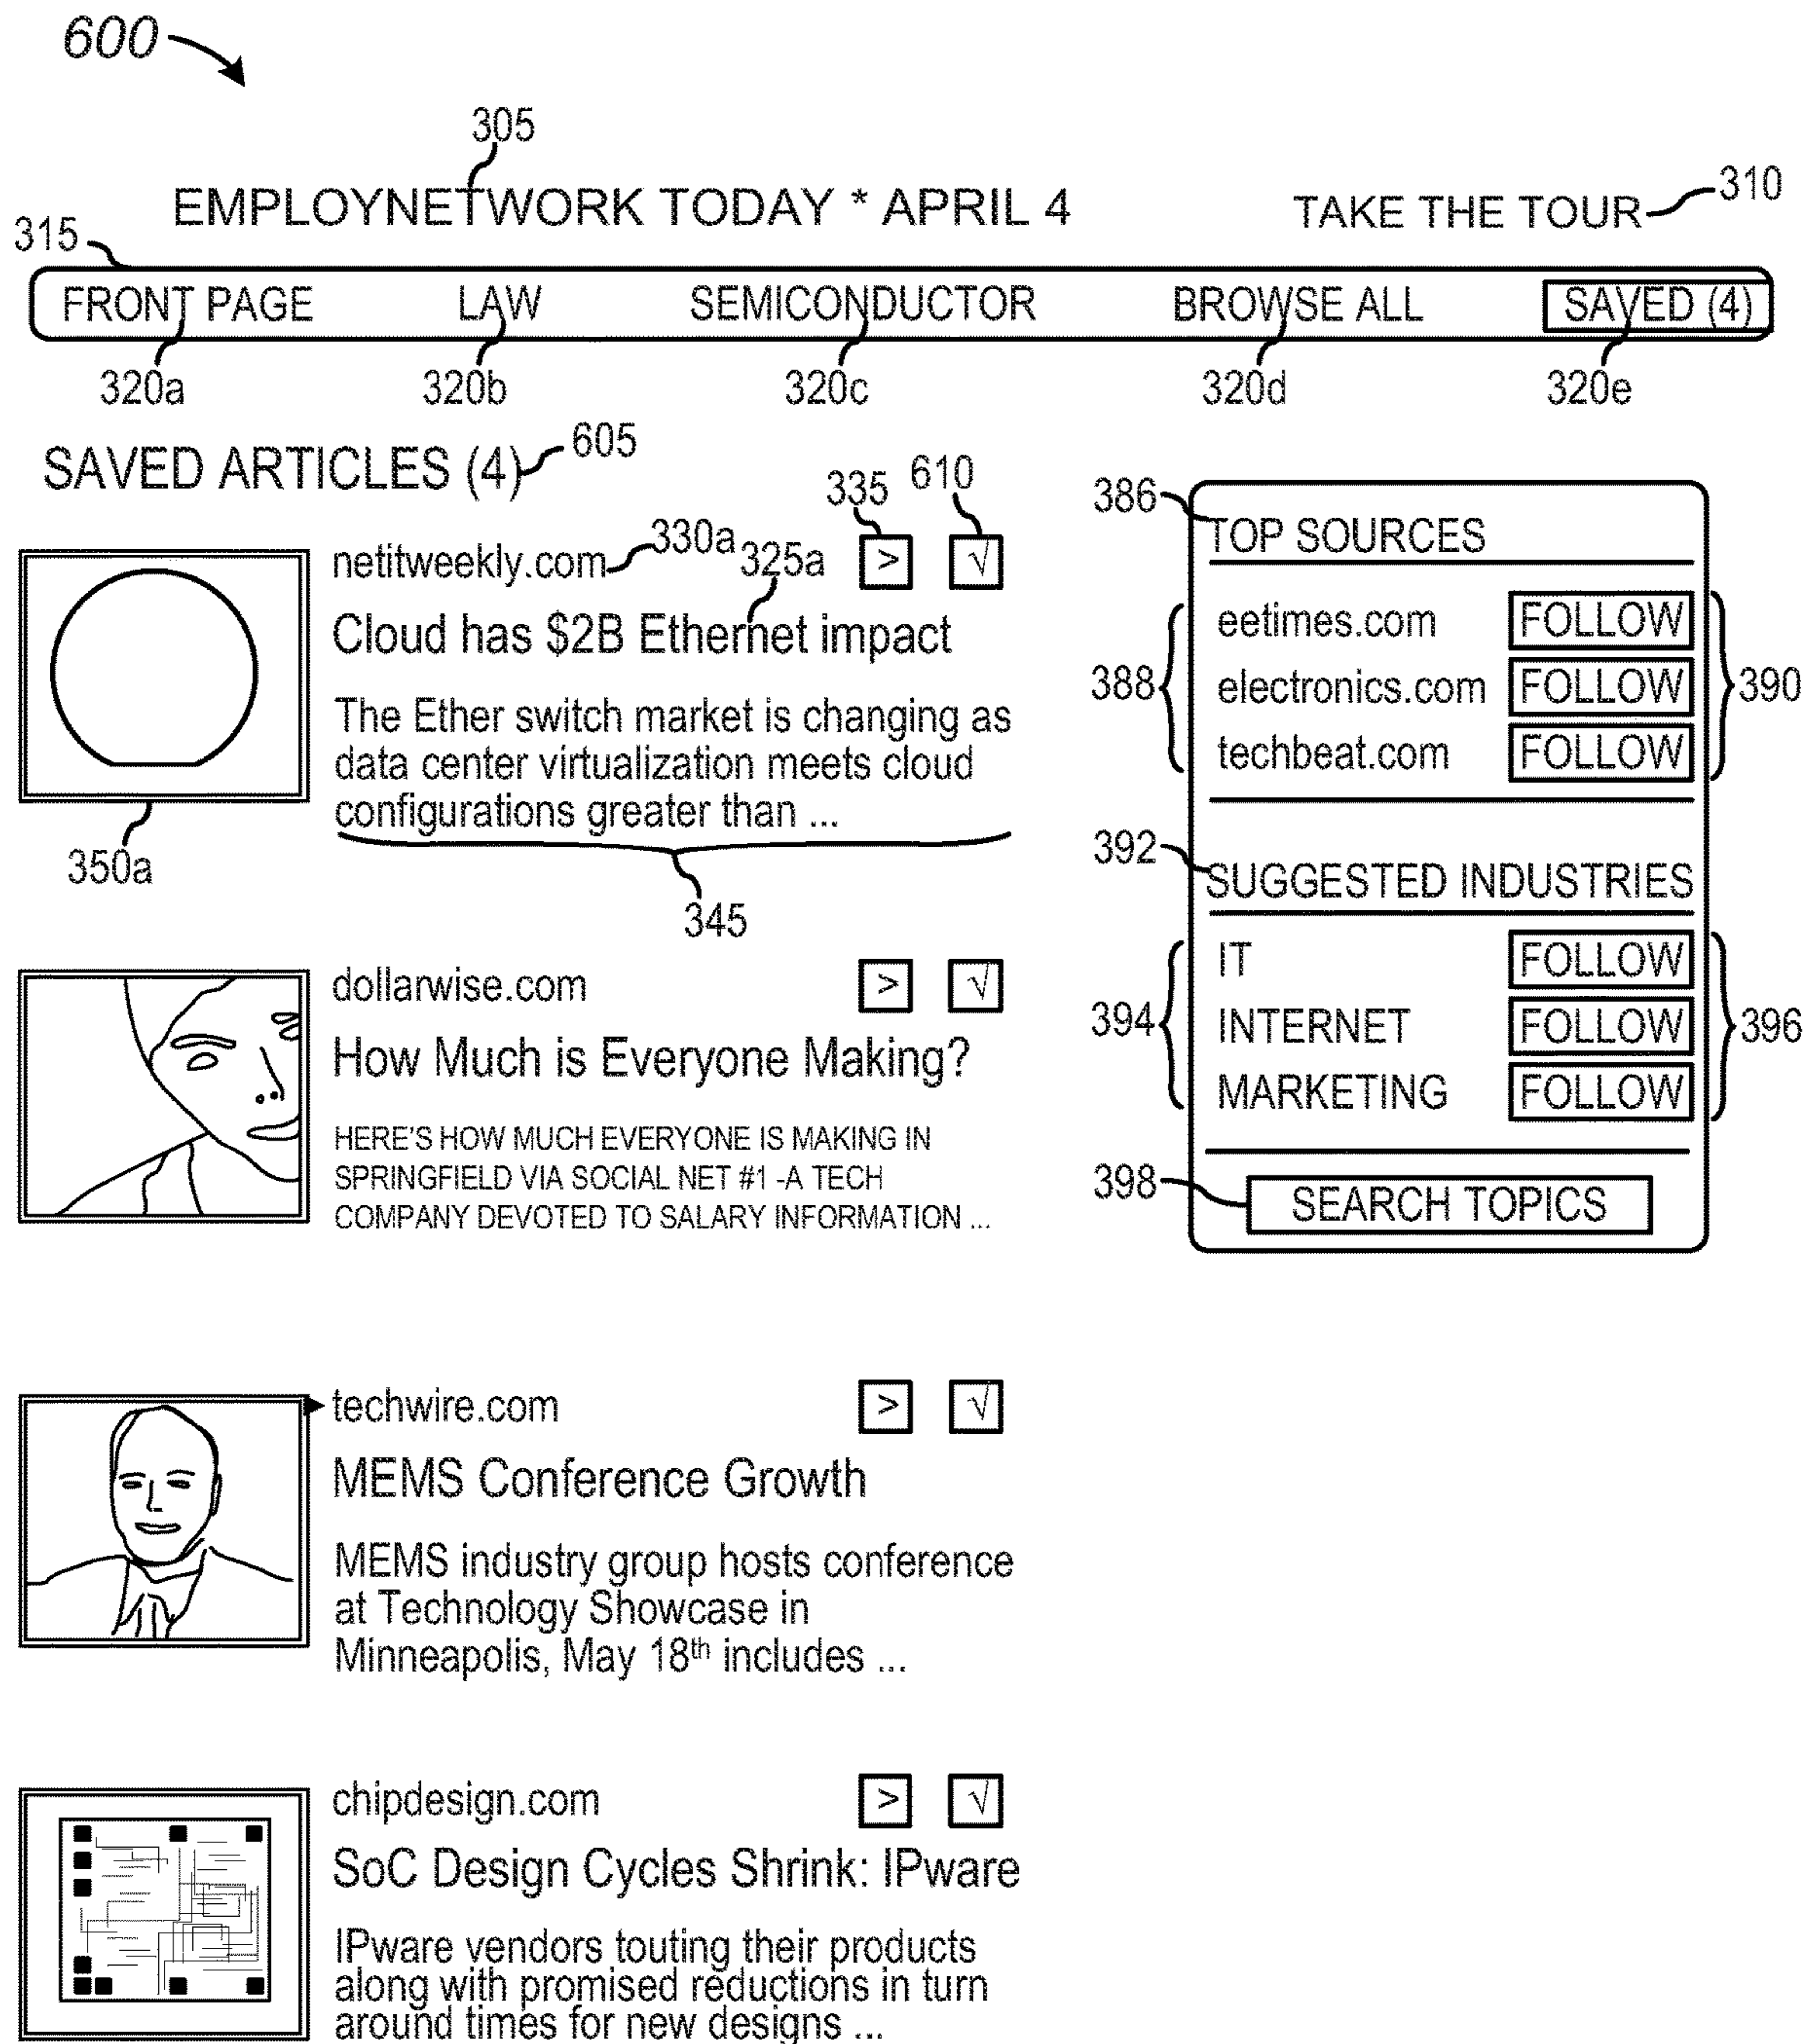 600
305
EMPLOYNETWORK TODAY * APRIL 4
TAKE THE TOUR
310
315
FRONT PAGE LAW SEMICONDUCTOR BROWSE ALL SAVED (4)
320a 320b 320c 320d 320e
SAVED ARTICLES (4)
605
335 610
netitweekly.com
330a
325a
> √
Cloud has $2B Ethernet impact
The Ether switch market is changing as
data center virtualization meets cloud
configurations greater than ...
350a
345
dollarwise.com > √
How Much is Everyone Making?
HERE'S HOW MUCH EVERYONE IS MAKING IN
SPRINGFIELD VIA SOCIAL NET #1 -A TECH
COMPANY DEVOTED TO SALARY INFORMATION ...
techwire.com > √
MEMS Conference Growth
MEMS industry group hosts conference
at Technology Showcase in
Minneapolis, May 18th includes ...
chipdesign.com > √
SoC Design Cycles Shrink: IPware
IPware vendors touting their products
along with promised reductions in turn
around times for new designs ...
386
TOP SOURCES
eetimes.com FOLLOW
388 electronics.com FOLLOW 390
techbeat.com FOLLOW
392
SUGGESTED INDUSTRIES
IT FOLLOW
394 INTERNET FOLLOW 396
MARKETING FOLLOW
398
SEARCH TOPICS